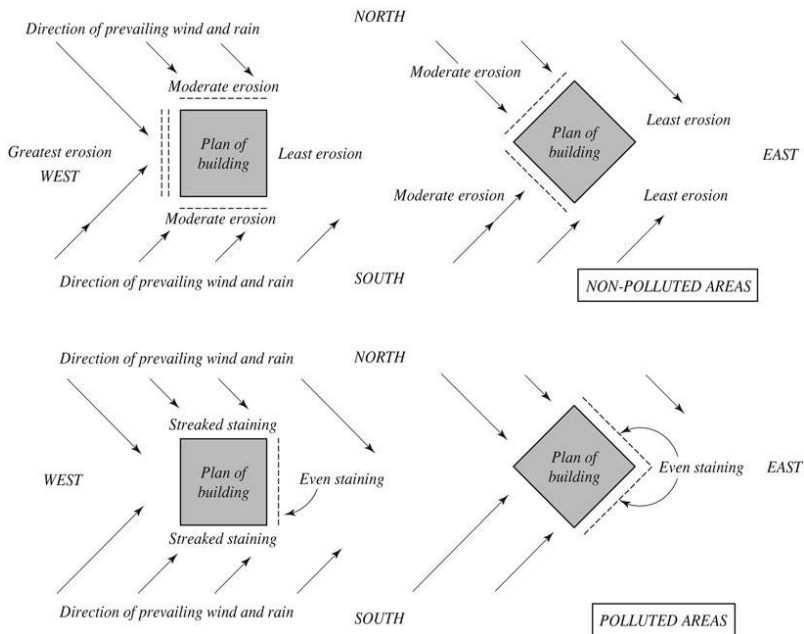 NORTH
Direction of prevailing wind and rain
Moderate erosion
Greatest erosion
WEST
Plan of
building
Least erosion
Moderate erosion
Direction of prevailing wind and rain
Moderate erosion
Plan of
building
Least erosion
EAST
Moderate erosion
Least erosion
SOUTH
NON-POLLUTED AREAS
Direction of prevailing wind and rain
NORTH
Streaked staining
WEST
Plan of
building
Even staining
Streaked staining
Direction of prevailing wind and rain
Plan of
building
Even staining
EAST
SOUTH
POLLUTED AREAS